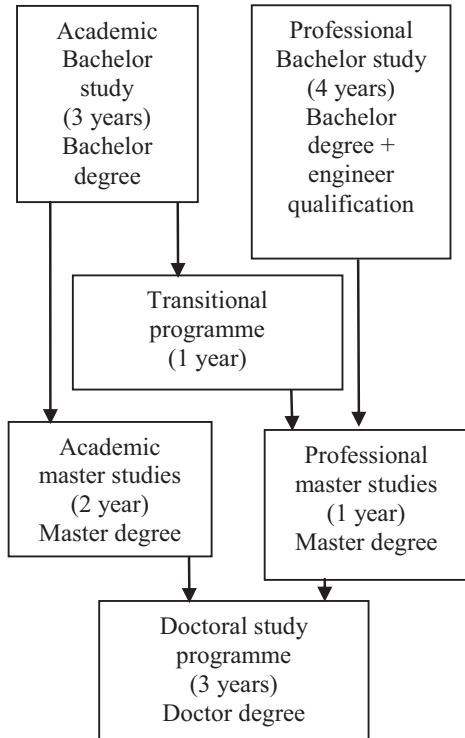 Academic
Bachelor
study
(3 years)
Bachelor
degree
Professional
Bachelor study
(4 years)
Bachelor
degree +
engineer
qualification
Transitional
programme
(1 year)
Academic
master studies
(2 year)
Master degree
Professional
master studies
(1 year)
Master degree
Doctoral study
programme
(3 years)
Doctor degree